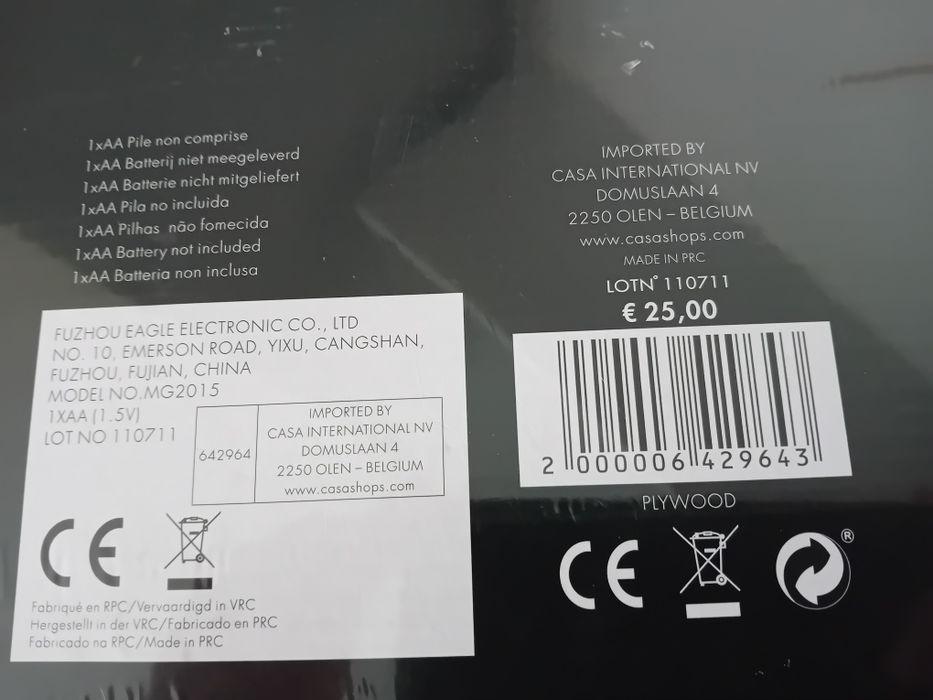 1xAA Pile non comprise
1xAA Batterij niet meegeleverd
1xAA Batterie nicht mitgeliefert
1xAA Pila no incluida
1xAA Pilhas não fornecida
1xAA Battery not included
1xAA Batteria non inclusa
IMPORTED BY
CASA INTERNATIONAL NV
DOMUSLAAN 4
2250 OLEN – BELGIUM
www.casashops.com
MADE IN PRC
LOTN° 110711
€ 25,00
2 000006 429643
PLYWOOD
CE
®
FUZHOU EAGLE ELECTRONIC CO., LTD
NO. 10, EMERSON ROAD, YIXU, CANGSHAN,
FUZHOU, FUJIAN, CHINA
MODEL NO.MG2015
1XAA (1.5V)
LOT NO 110711
642964
IMPORTED BY
CASA INTERNATIONAL NV
DOMUSLAAN 4
2250 OLEN – BELGIUM
www.casashops.com
CE
Fabriqué en RPC/Vervaardigd in VRC
Hergestellt in der VRC/Fabricado en PRC
Fabricado na RPC/Made in PRC